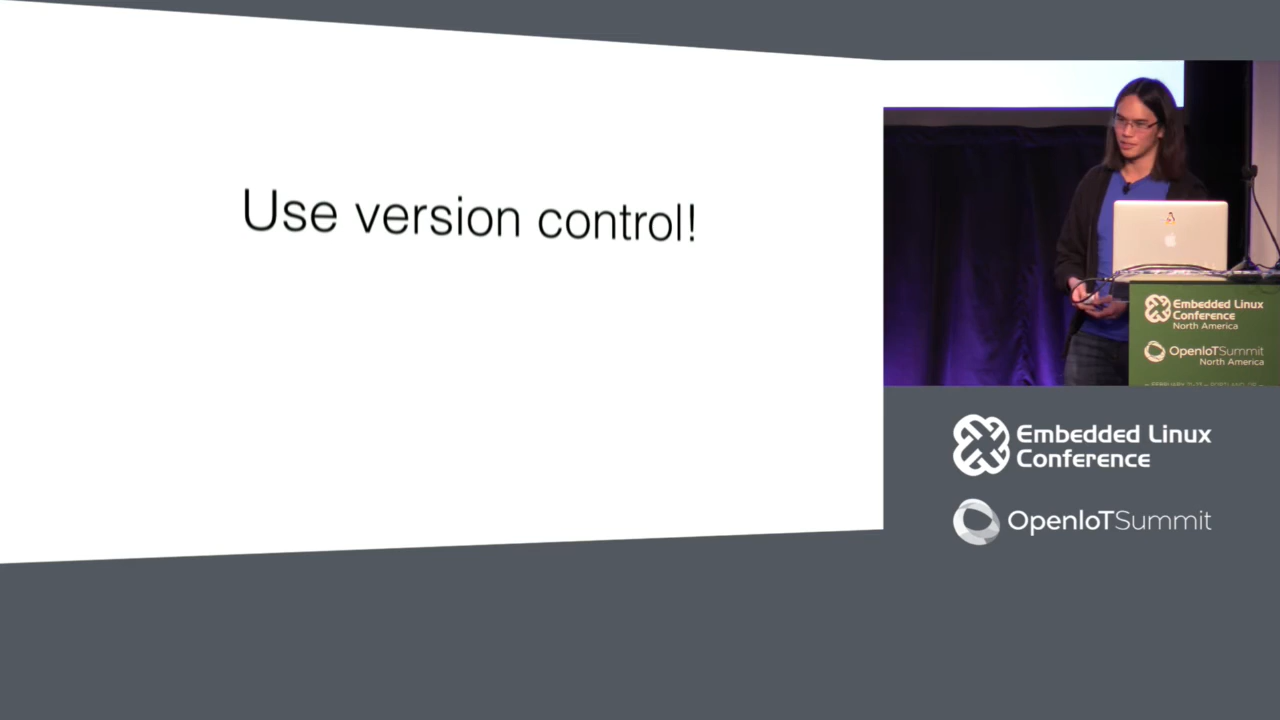 Use version control!
Embedded Linux
Conference
North America
OpenIoTSummit
North America
Embedded Linux
Conference
OpenIoTSummit